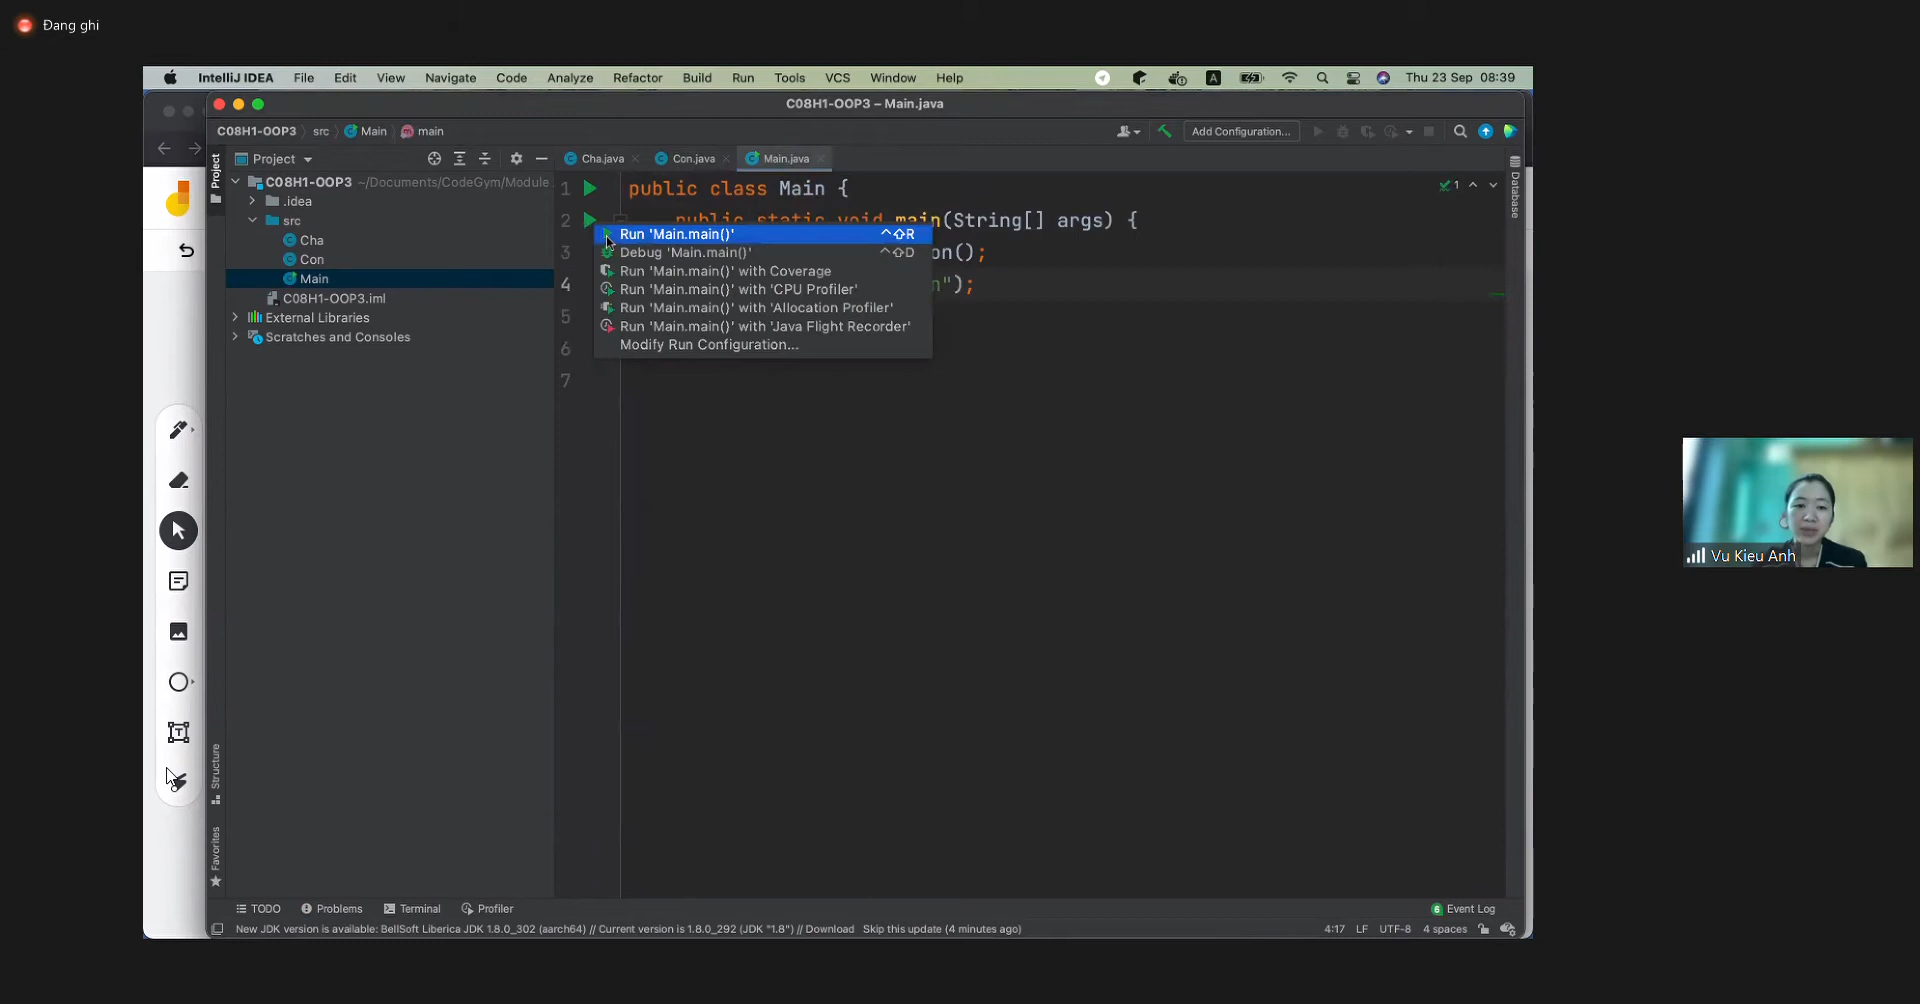 Đang ghi
IntelliJ IDEA File Edit View Navigate Code Analyze Refactor Build Run Tools VCS Window Help A Thu 23 Sep 08:39
C08H1-OOP3 – Main.java
C08H1-OOP3 src Main main Add Configuration...
Project Cha.java Con.java Main.java
C08H1-OOP3 ~/Documents/CodeGym/Module
.idea
src
Cha
Con
Main
C08H1-OOP3.iml
External Libraries
Scratches and Consoles
1 public class Main {
2 public static void main(String[] args) {
3 on();
4 n");
5
6
7
1
Run 'Main.main()' ^⇧R
Debug 'Main.main()' ^⇧D
Run 'Main.main()' with Coverage
Run 'Main.main()' with 'CPU Profiler'
Run 'Main.main()' with 'Allocation Profiler'
Run 'Main.main()' with 'Java Flight Recorder'
Modify Run Configuration...
Project
Structure
Favorites
Database
Vu Kieu Anh
TODO Problems Terminal Profiler 6 Event Log
New JDK version is available: BellSoft Liberica JDK 1.8.0_302 (aarch64) // Current version is 1.8.0_292 (JDK "1.8") // Download Skip this update (4 minutes ago) 4:17 LF UTF-8 4 spaces